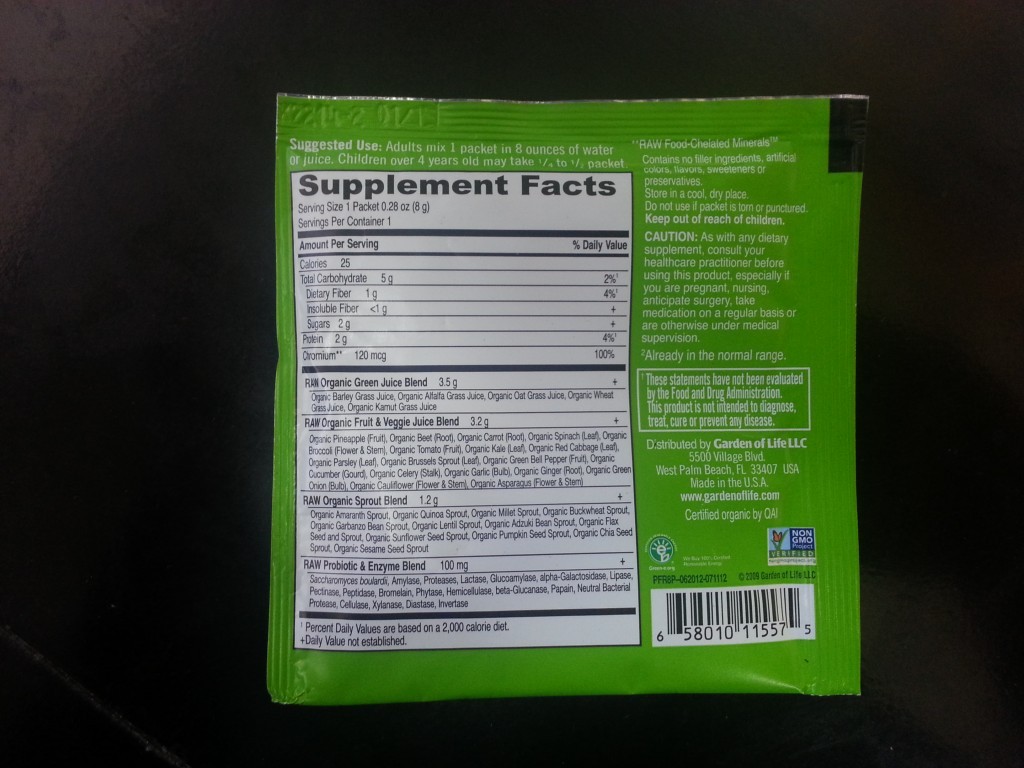 Suggested Use: Adults mix 1 packet in 8 ounces of water
or juice. Children over 4 years old may take 1/4 to 1/2 packet.
Supplement Facts
Serving Size 1 Packet 0.28 oz (8 g)
Servings Per Container 1
Amount Per Serving % Daily Value
Calories 25
Total Carbohydrate 5 g 2%¹
Dietary Fiber 1 g 4%¹
Insoluble Fiber <1 g +
Sugars 2 g +
Protein 2 g 4%¹
Chromium** 120 mcg 100%
RAW Organic Green Juice Blend 3.5 g +
Organic Barley Grass Juice, Organic Alfalfa Grass Juice, Organic Oat Grass Juice, Organic Wheat
Grass Juice, Organic Kamut Grass Juice
RAW Organic Fruit & Veggie Juice Blend 3.2 g +
Organic Pineapple (Fruit), Organic Beet (Root), Organic Carrot (Root), Organic Spinach (Leaf), Organic
Broccoli (Flower & Stem), Organic Tomato (Fruit), Organic Kale (Leaf), Organic Red Cabbage (Leaf),
Organic Parsley (Leaf), Organic Brussels Sprout (Leaf), Organic Green Bell Pepper (Fruit), Organic
Cucumber (Gourd), Organic Celery (Stalk), Organic Garlic (Bulb), Organic Ginger (Root), Organic Green
Onion (Bulb), Organic Cauliflower (Flower & Stem), Organic Asparagus (Flower & Stem)
RAW Organic Sprout Blend 1.2 g +
Organic Amaranth Sprout, Organic Quinoa Sprout, Organic Millet Sprout, Organic Buckwheat Sprout,
Organic Garbanzo Bean Sprout, Organic Lentil Sprout, Organic Adzuki Bean Sprout, Organic Flax
Seed and Sprout, Organic Sunflower Seed Sprout, Organic Pumpkin Seed Sprout, Organic Chia Seed
Sprout, Organic Sesame Seed Sprout
RAW Probiotic & Enzyme Blend 100 mg +
Saccharomyces boulardii, Amylase, Proteases, Lactase, Glucoamylase, alpha-Galactosidase, Lipase,
Pectinase, Peptidase, Bromelain, Phytase, Hemicellulase, beta-Glucanase, Papain, Neutral Bacterial
Protease, Cellulase, Xylanase, Diastase, Invertase
¹ Percent Daily Values are based on a 2,000 calorie diet.
+Daily Value not established.
**RAW Food-Chelated Minerals™
Contains no filler ingredients, artificial
colors, flavors, sweeteners or
preservatives.
Store in a cool, dry place.
Do not use if packet is torn or punctured.
Keep out of reach of children.
CAUTION: As with any dietary
supplement, consult your
healthcare practitioner before
using this product, especially if
you are pregnant, nursing,
anticipate surgery, take
medication on a regular basis or
are otherwise under medical
supervision.
²Already in the normal range.
† These statements have not been evaluated
by the Food and Drug Administration.
This product is not intended to diagnose,
treat, cure or prevent any disease.
Distributed by Garden of Life LLC
5500 Village Blvd.
West Palm Beach, FL 33407 USA
Made in the U.S.A.
www.gardenoflife.com
Certified organic by QAI
Green-e.org
We Buy 100% Certified
Renewable Energy
NON
GMO
Project
VERIFIED
PFR8P-062012-071112 © 2009 Garden of Life LLC
6 58010 11557 5